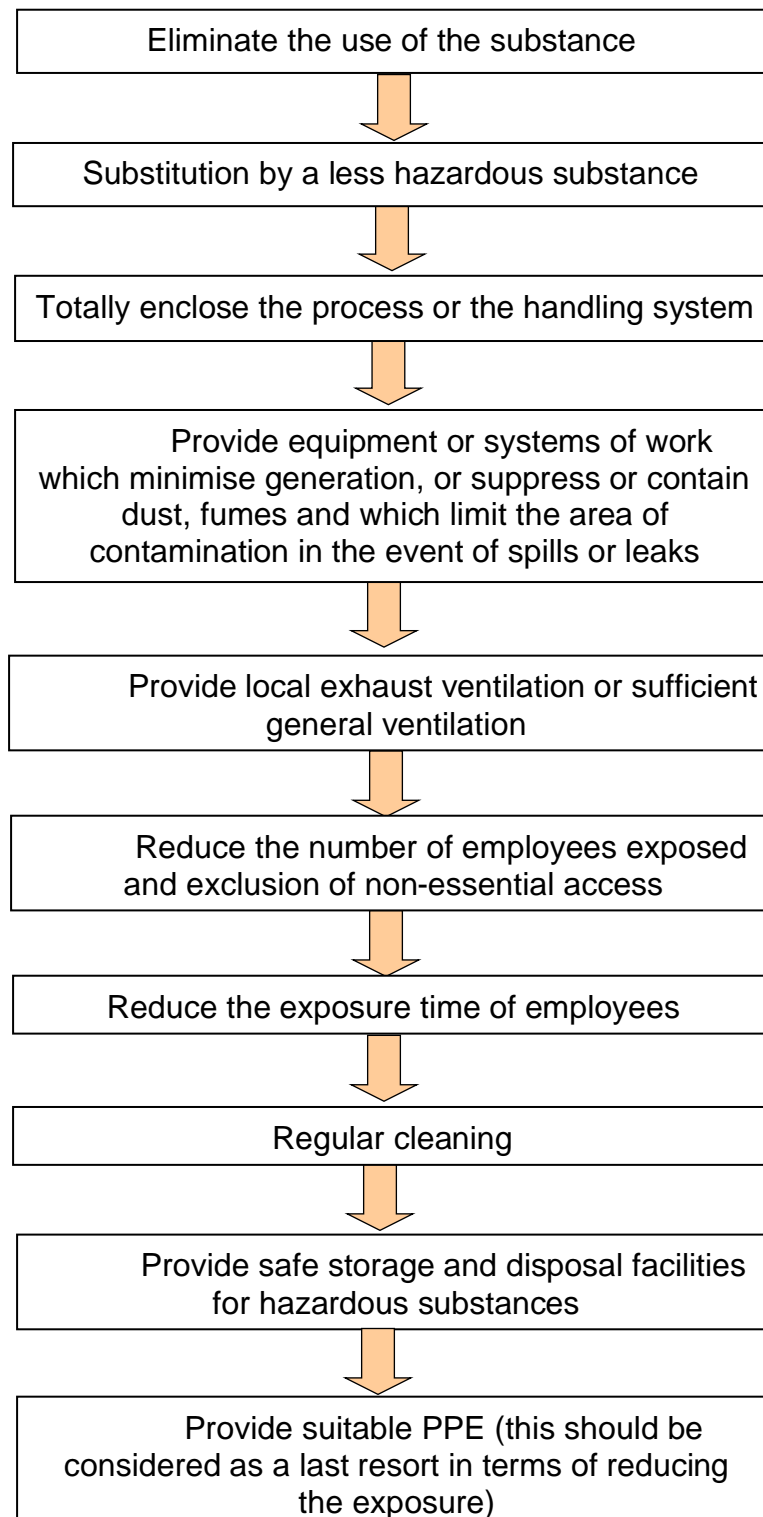 Eliminate the use of the substance
Substitution by a less hazardous substance
Totally enclose the process or the handling system
Provide equipment or systems of work
which minimise generation, or suppress or contain
dust, fumes and which limit the area of
contamination in the event of spills or leaks
Provide local exhaust ventilation or sufficient
general ventilation
Reduce the number of employees exposed
and exclusion of non-essential access
Reduce the exposure time of employees
Regular cleaning
Provide safe storage and disposal facilities
for hazardous substances
Provide suitable PPE (this should be
considered as a last resort in terms of reducing
the exposure)